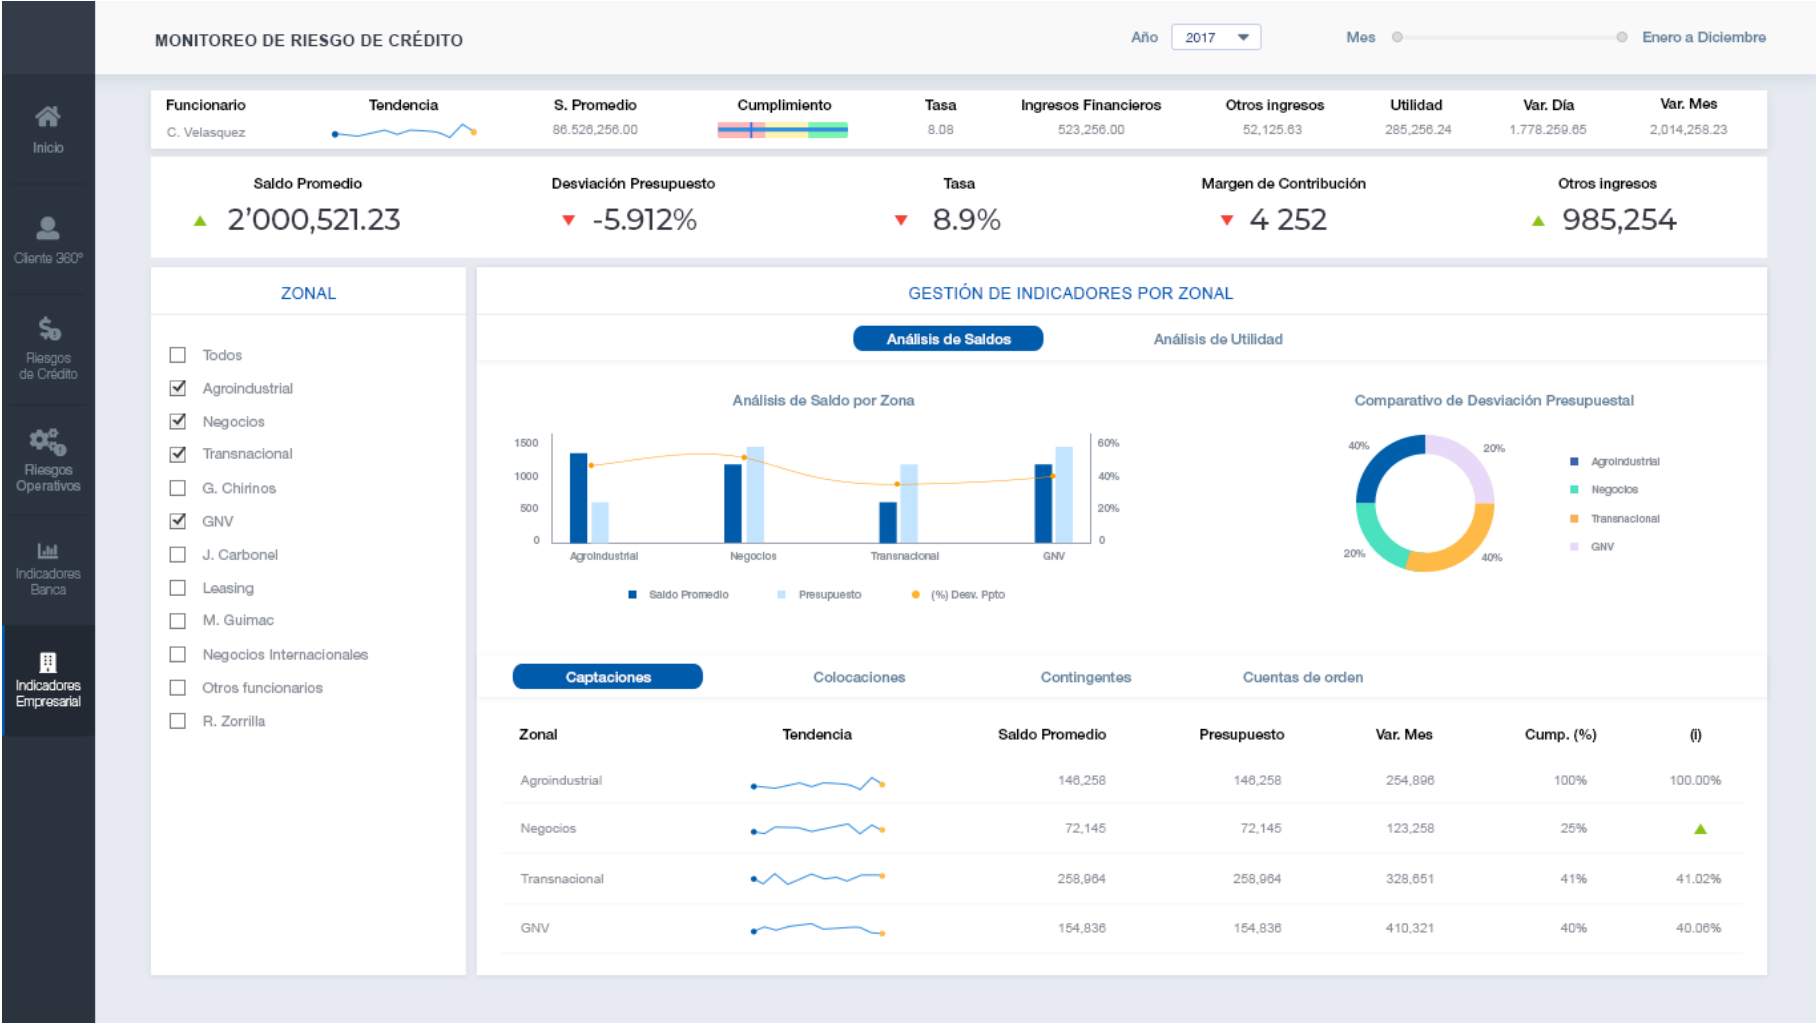 MONITOREO DE RIESGO DE CRÉDITO
Año 2017 Mes Enero a Diciembre
Inicio
Cliente 360º
Riesgos
de Crédito
Riesgos
Operativos
Indicadores
Banca
Indicadores
Empresarial
Funcionario Tendencia S. Promedio Cumplimiento Tasa Ingresos Financieros Otros ingresos Utilidad Var. Día Var. Mes
C. Velasquez 86.526,256.00 8.08 523,256.00 52,125.63 285,256.24 1.778.259.65 2,014,258.23
Saldo Promedio Desviación Presupuesto Tasa Margen de Contribución Otros ingresos
2’000,521.23 -5.912% 8.9% 4 252 985,254
ZONAL
Todos
Agroindustrial
Negocios
Transnacional
G. Chirinos
GNV
J. Carbonel
Leasing
M. Guimac
Negocios Internacionales
Otros funcionarios
R. Zorrilla
GESTIÓN DE INDICADORES POR ZONAL
Análisis de Saldos Análisis de Utilidad
Análisis de Saldo por Zona
1500 60%
1000 40%
500 20%
0 0
Agroindustrial Negocios Transnacional GNV
Saldo Promedio Presupuesto (%) Desv. Ppto
Comparativo de Desviación Presupuestal
40% 20%
20% 40%
Agroindustrial
Negocios
Transnacional
GNV
Captaciones Colocaciones Contingentes Cuentas de orden
Zonal Tendencia Saldo Promedio Presupuesto Var. Mes Cump. (%) (i)
Agroindustrial 146,258 146,258 254,896 100% 100.00%
Negocios 72,145 72,145 123,258 25%
Transnacional 258,964 258,964 328,651 41% 41.02%
GNV 154,836 154,836 410,321 40% 40.06%